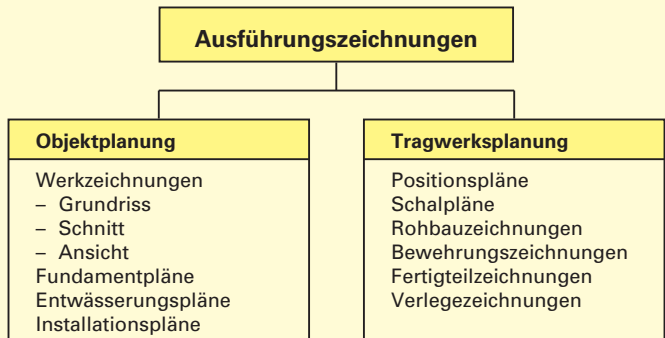 Ausführungszeichnungen
Objektplanung
Werkzeichnungen
– Grundriss
– Schnitt
– Ansicht
Fundamentpläne
Entwässerungspläne
Installationspläne
Tragwerksplanung
Positionspläne
Schalpläne
Rohbauzeichnungen
Bewehrungszeichnungen
Fertigteilzeichnungen
Verlegezeichnungen